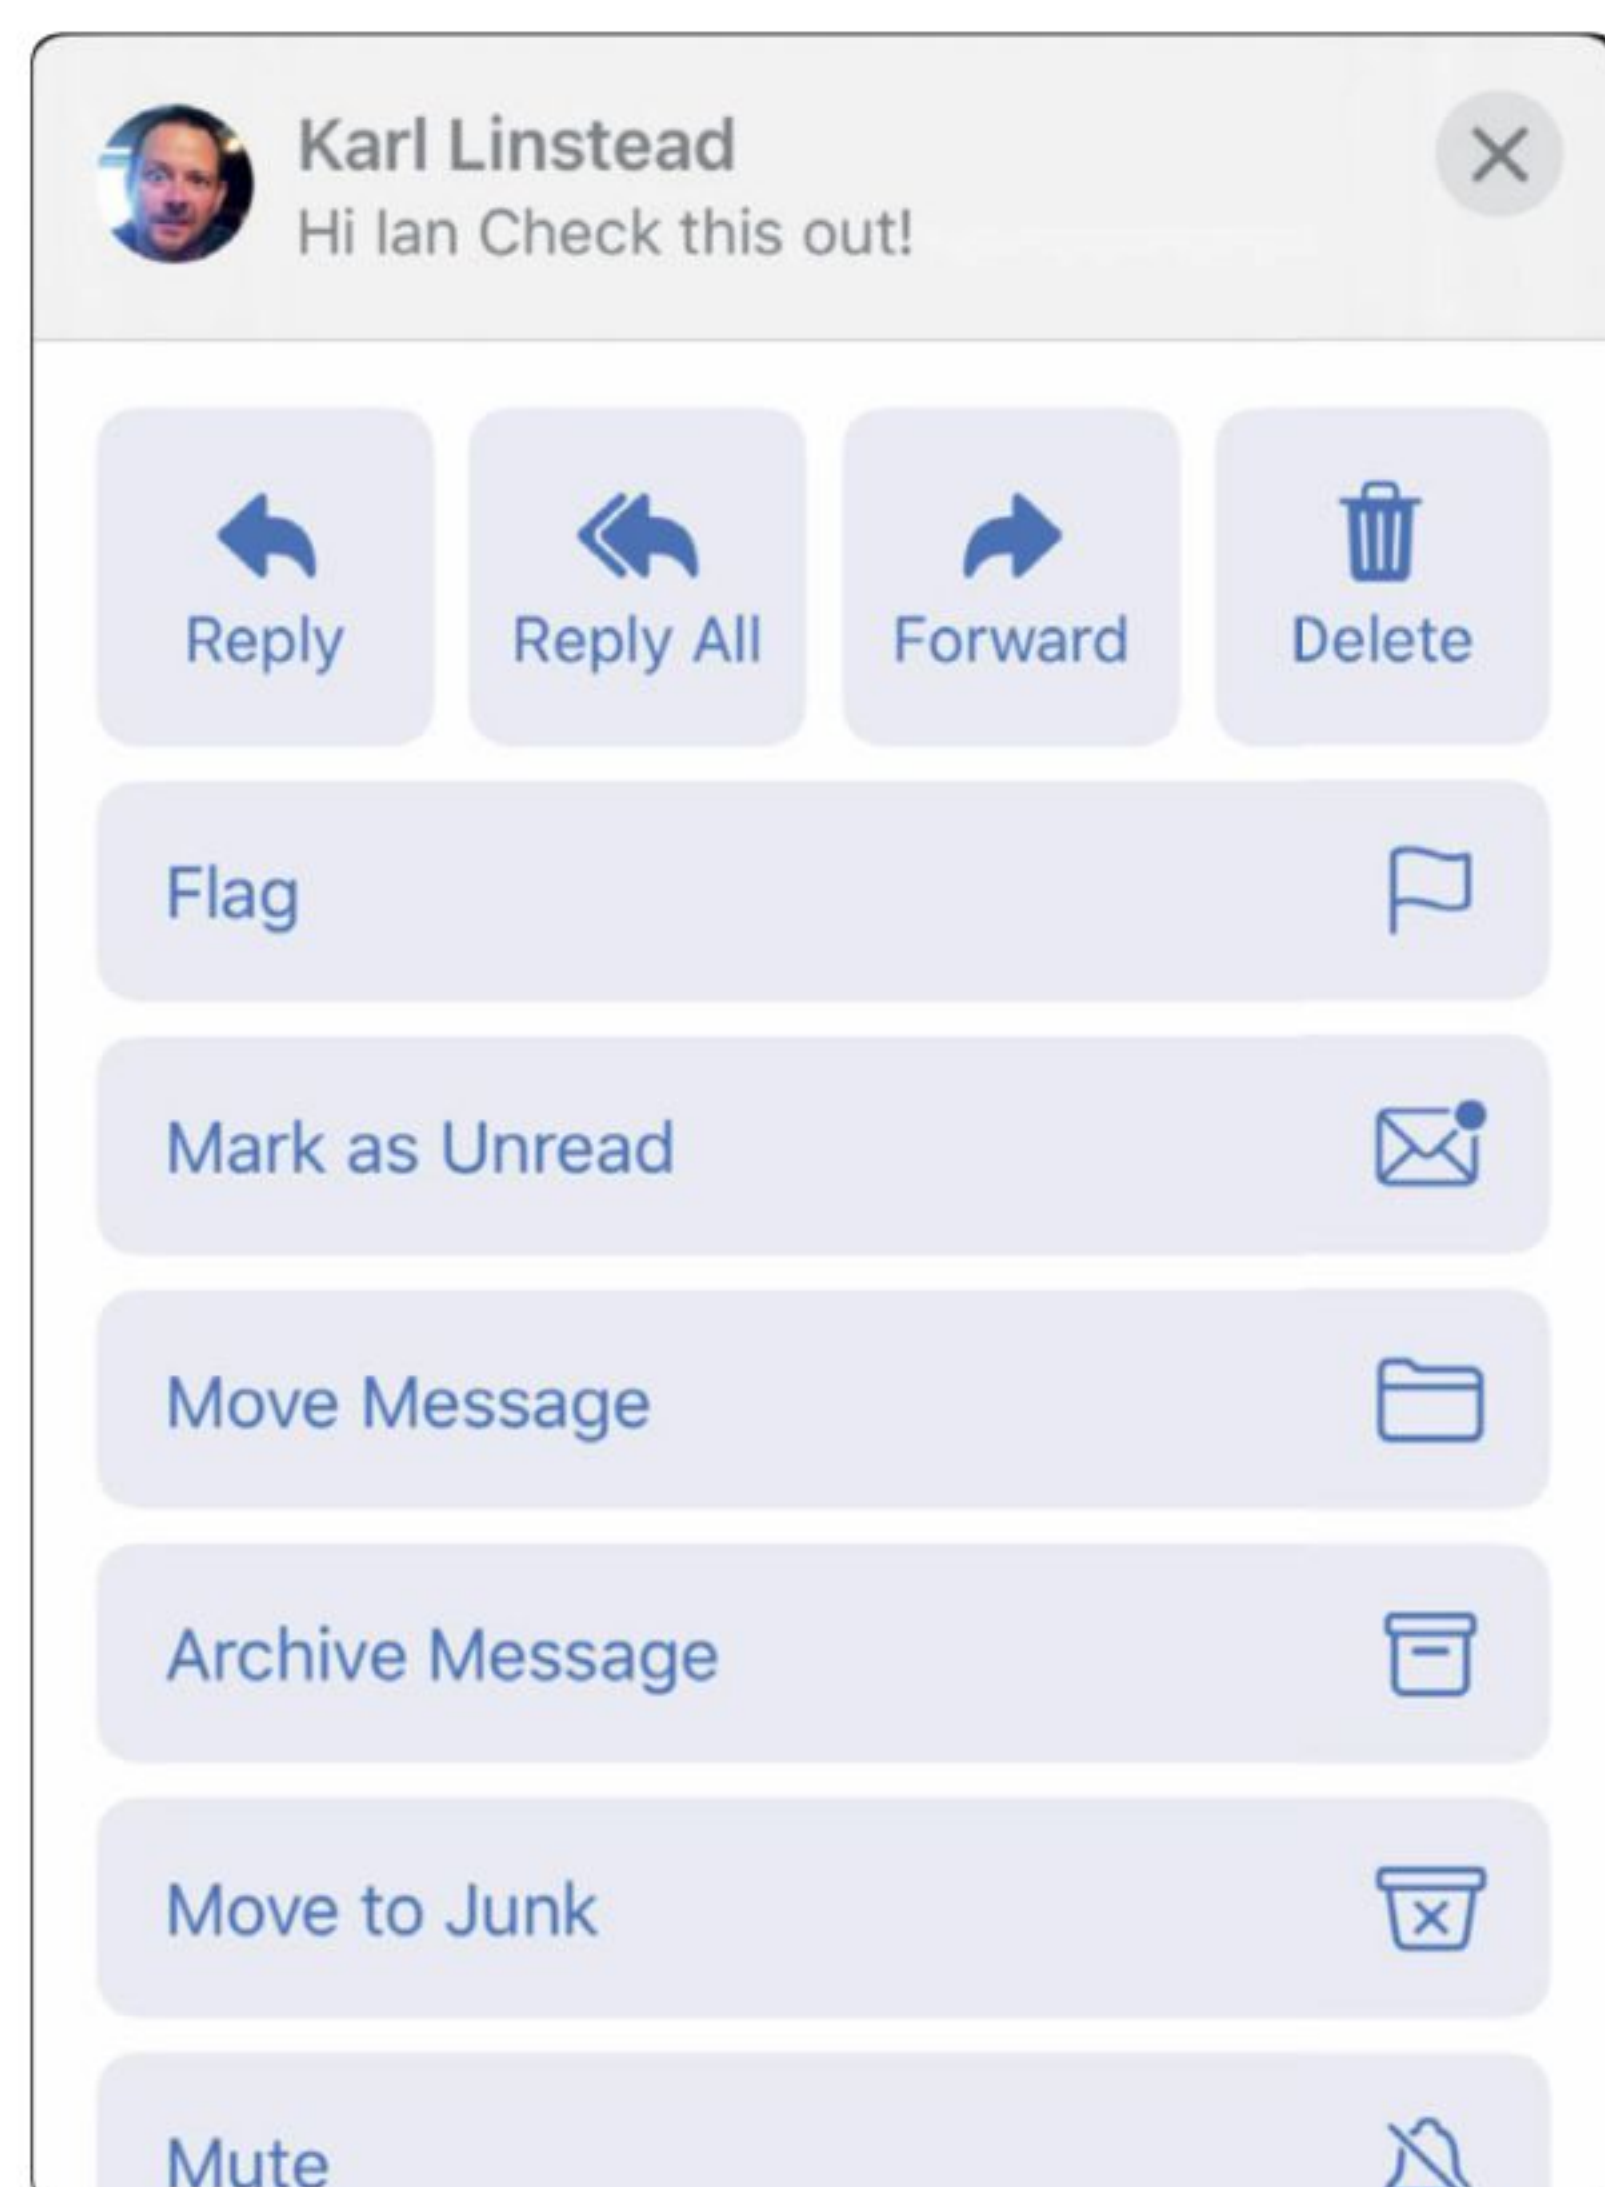 Karl Linstead
Hi Ian Check this out!
Reply
Reply All
Forward
Delete
Flag
Mark as Unread
Move Message
Archive Message
Move to Junk
Mute